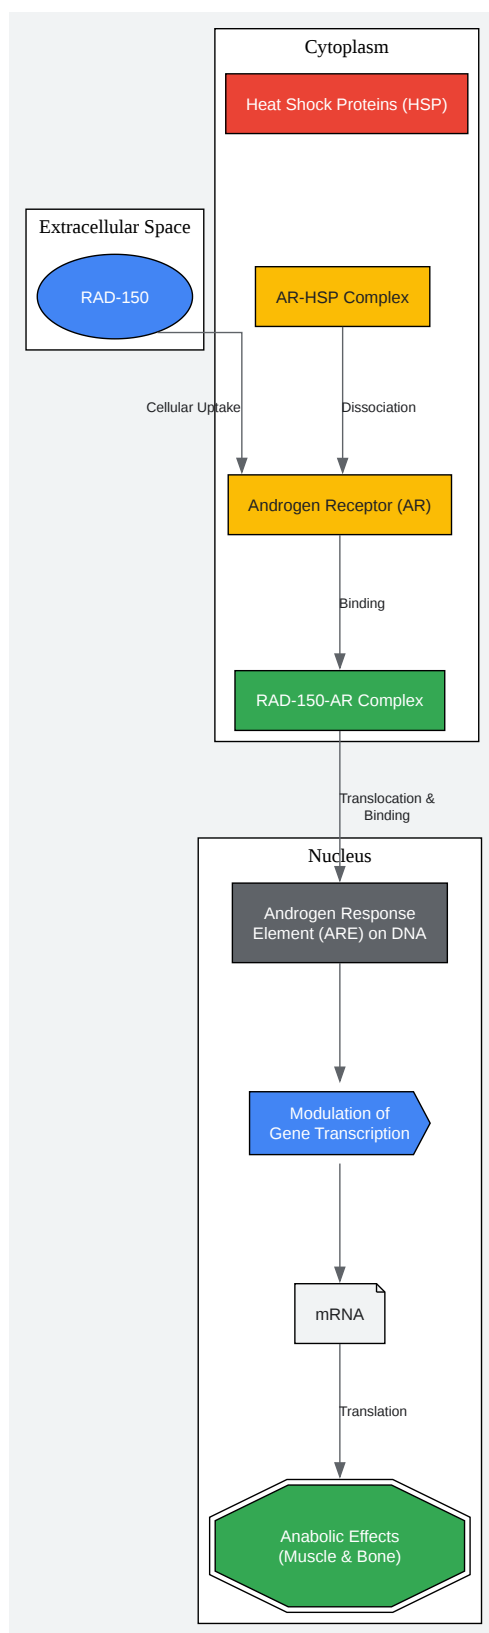 Cytoplasm
Heat Shock Proteins (HSP)
Extracellular Space
RAD-150
AR-HSP Complex
Cellular Uptake
Dissociation
Androgen Receptor (AR)
Binding
RAD-150-AR Complex
Translocation &
Binding
Nucleus
Androgen Response
Element (ARE) on DNA
Modulation of
Gene Transcription
mRNA
Translation
Anabolic Effects
(Muscle & Bone)